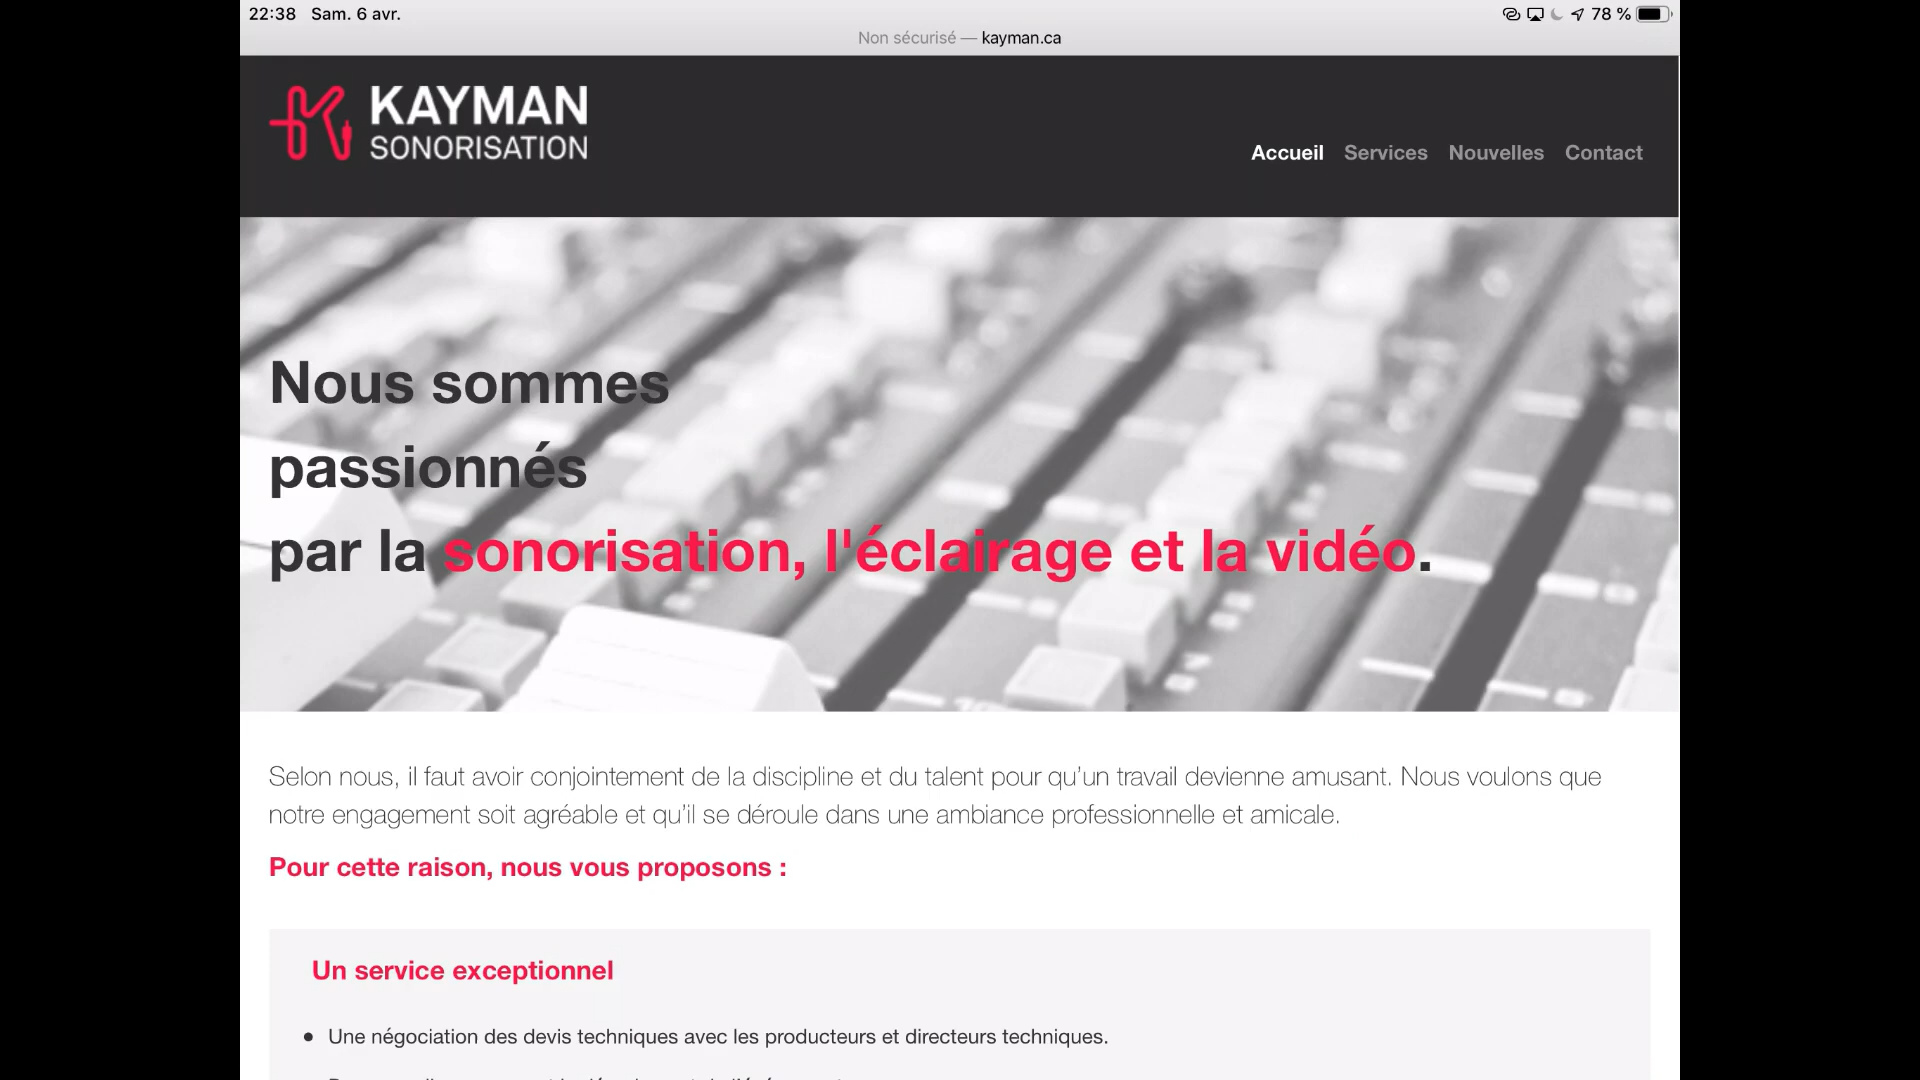 22:38 Sam. 6 avr.
78 %
Non sécurisé — kayman.ca
KAYMAN
SONORISATION
Accueil Services Nouvelles Contact
Nous sommes
passionnés
par la sonorisation, l'éclairage et la vidéo.
Selon nous, il faut avoir conjointement de la discipline et du talent pour qu’un travail devienne amusant. Nous voulons que
notre engagement soit agréable et qu’il se déroule dans une ambiance professionnelle et amicale.
Pour cette raison, nous vous proposons :
Un service exceptionnel
• Une négociation des devis techniques avec les producteurs et directeurs techniques.